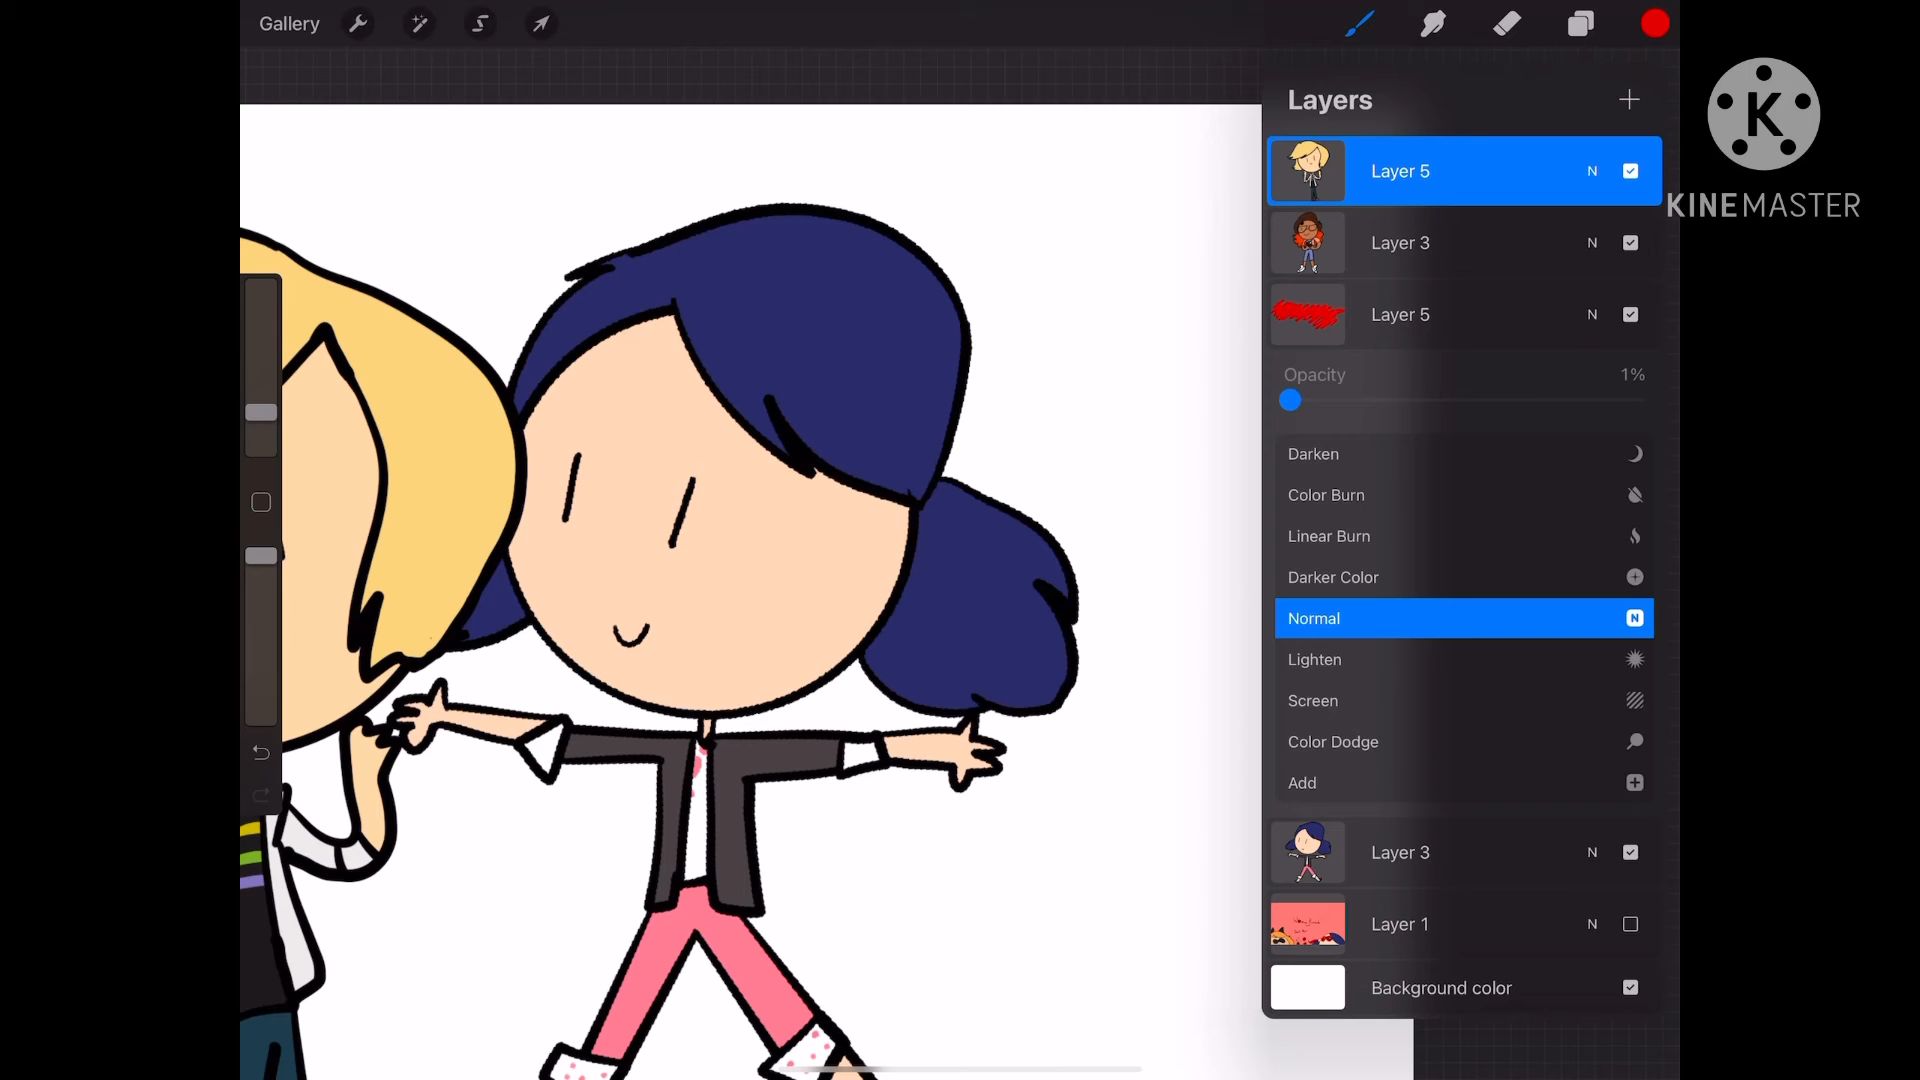 Gallery
Layers
Layer 5 N
Layer 3 N
Layer 5 N
Opacity 1%
Darken
Color Burn
Linear Burn
Darker Color
Normal N
Lighten
Screen
Color Dodge
Add
Layer 3 N
Layer 1 N
Background color
K
KINEMASTER